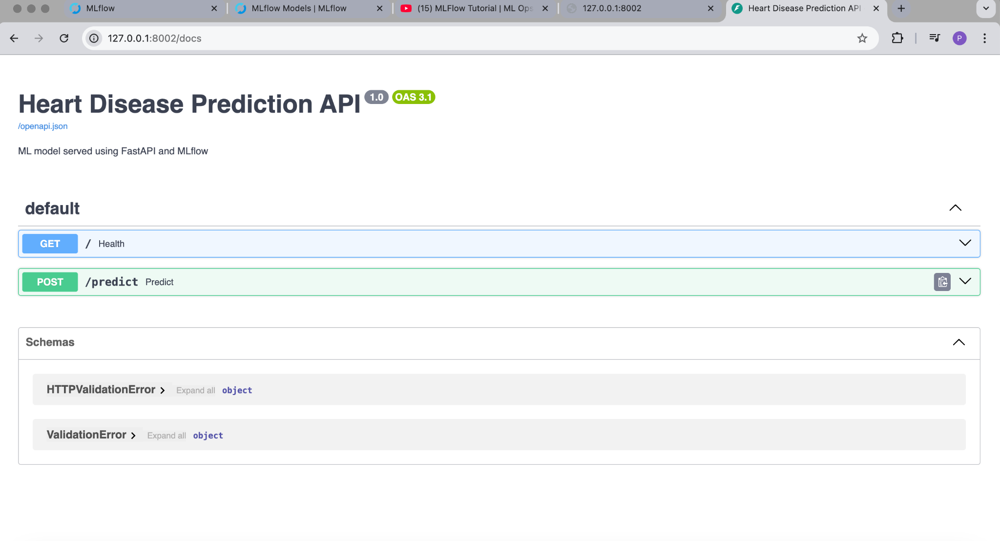 MLflow
MLflow Models | MLflow
(15) MLFlow Tutorial | ML Ops
127.0.0.1:8002
Heart Disease Prediction API
127.0.0.1:8002/docs
P
Heart Disease Prediction API 1.0 OAS 3.1
/openapi.json
ML model served using FastAPI and MLflow
default
GET / Health
POST /predict Predict
Schemas
HTTPValidationError Expand all object
ValidationError Expand all object